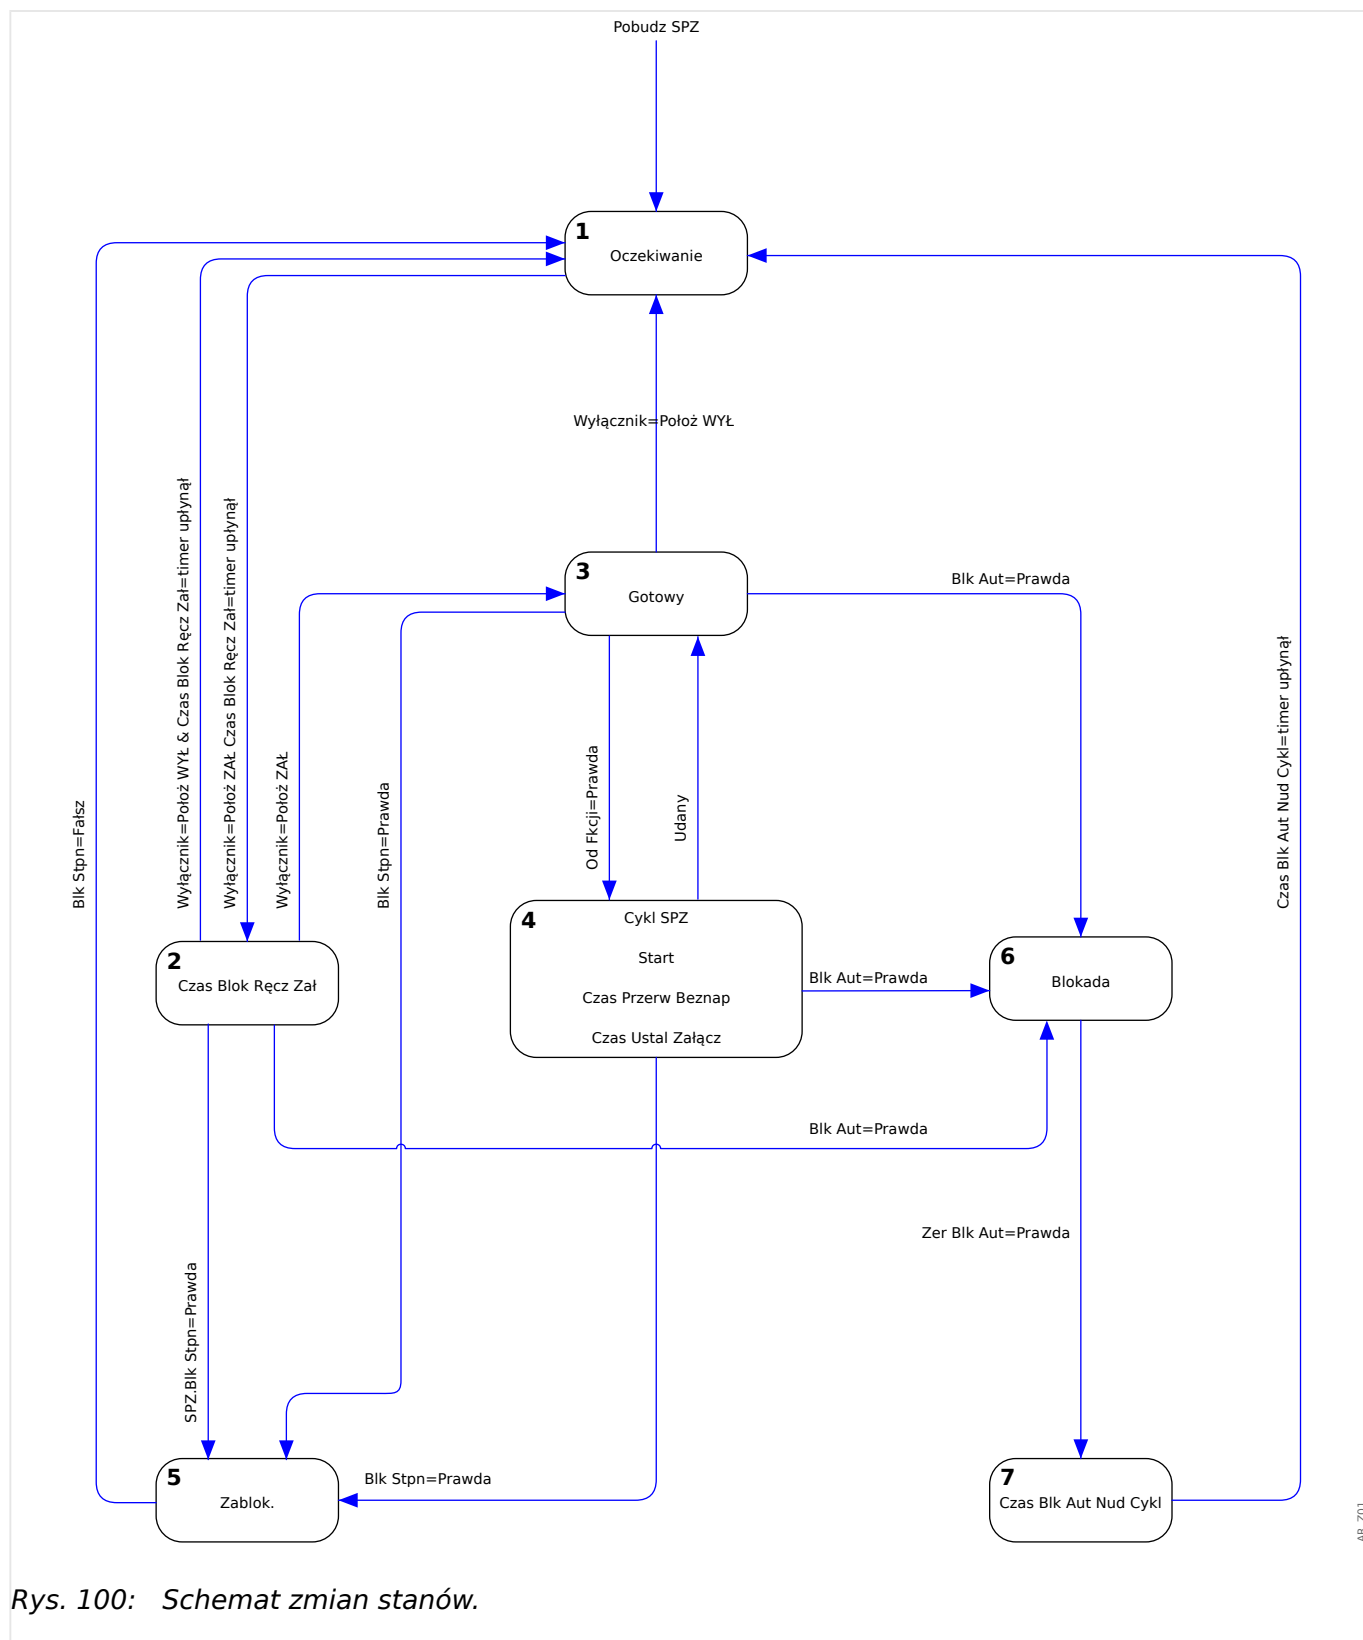 Pobudz SPZ
1
Oczekiwanie
Wyłącznik=Położ WYŁ
3
Gotowy
Blk Aut=Prawda
Blk Stpn=Fałsz
Wyłącznik=Położ WYŁ & Czas Blok Ręcz Zał=timer upłynął
Wyłącznik=Położ ZAŁ Czas Blok Ręcz Zał=timer upłynął
Wyłącznik=Położ ZAŁ
Blk Stpn=Prawda
Od Fkcji=Prawda
Udany
Czas Blk Aut Nud Cykl=timer upłynął
2
Czas Blok Ręcz Zał
4
Cykl SPZ
Start
Czas Przerw Beznap
Czas Ustal Załącz
Blk Aut=Prawda
6
Blokada
Blk Aut=Prawda
Zer Blk Aut=Prawda
SPZ.Blk Stpn=Prawda
5
Zablok.
Blk Stpn=Prawda
7
Czas Blk Aut Nud Cykl
AR_Z01
Rys. 100: Schemat zmian stanów.